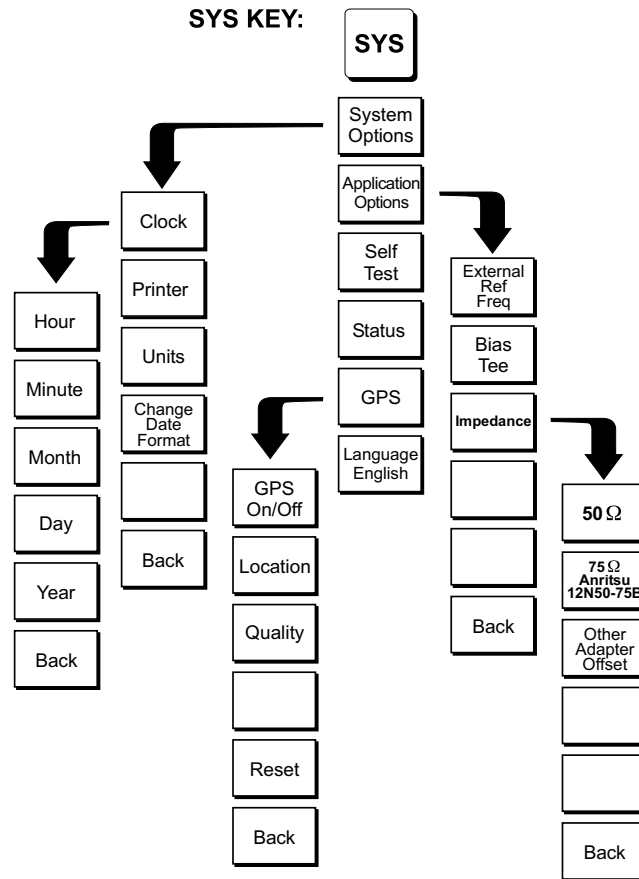 SYS KEY:
SYS
System
Options
Application
Options
Self
Test
Status
GPS
Language
English
Clock
Printer
Units
Change
Date
Format
Back
Hour
Minute
Month
Day
Year
Back
GPS
On/Off
Location
Quality
Reset
Back
External
Ref
Freq
Bias
Tee
Impedance
Back
50 Ω
75 Ω
Anritsu
12N50-75B
Other
Adapter
Offset
Back